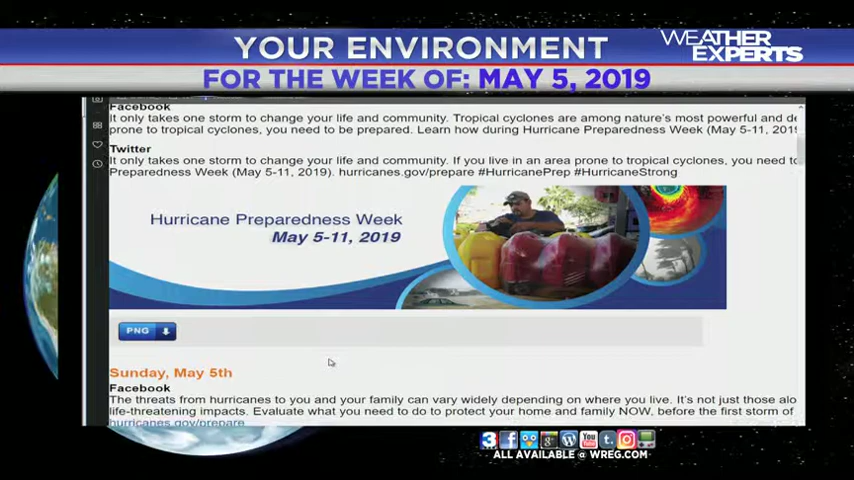 YOUR ENVIRONMENT
WEATHER
EXPERTS
FOR THE WEEK OF: MAY 5, 2019
Facebook
It only takes one storm to change your life and community. Tropical cyclones are among nature's most powerful and de
prone to tropical cyclones, you need to be prepared. Learn how during Hurricane Preparedness Week (May 5-11, 2019
Twitter
It only takes one storm to change your life and community. If you live in an area prone to tropical cyclones, you need to
Preparedness Week (May 5-11, 2019). hurricanes.gov/prepare #HurricanePrep #HurricaneStrong
Hurricane Preparedness Week
May 5-11, 2019
PNG
Sunday, May 5th
Facebook
The threats from hurricanes to you and your family can vary widely depending on where you live. It's not just those alo
life-threatening impacts. Evaluate what you need to do to protect your home and family NOW, before the first storm of
hurricanes.gov/prepare
3
ALL AVAILABLE @ WREG.COM